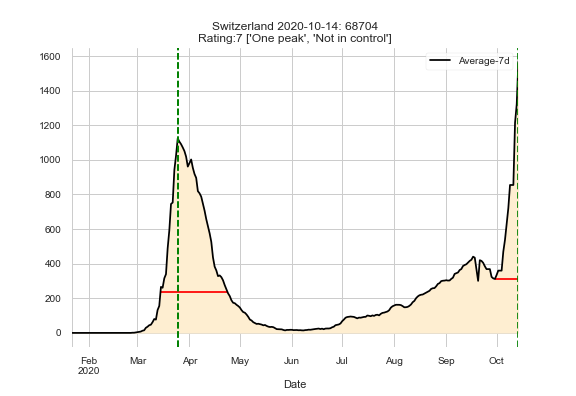 Switzerland 2020-10-14: 68704
Rating:7 ['One peak', 'Not in control']
1600
Average-7d
1400
1200
1000
800
600
400
200
0
Feb Mar Apr May Jun Jul Aug Sep Oct
2020
Date